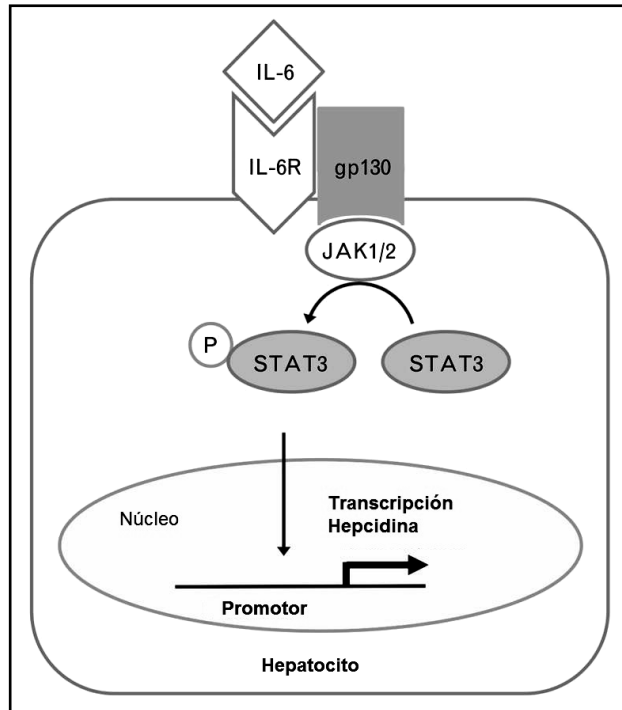 IL-6
IL-6R
gp130
JAK1/2
P
STAT3
STAT3
Núcleo
Transcripción
Hepcidina
Promotor
Hepatocito